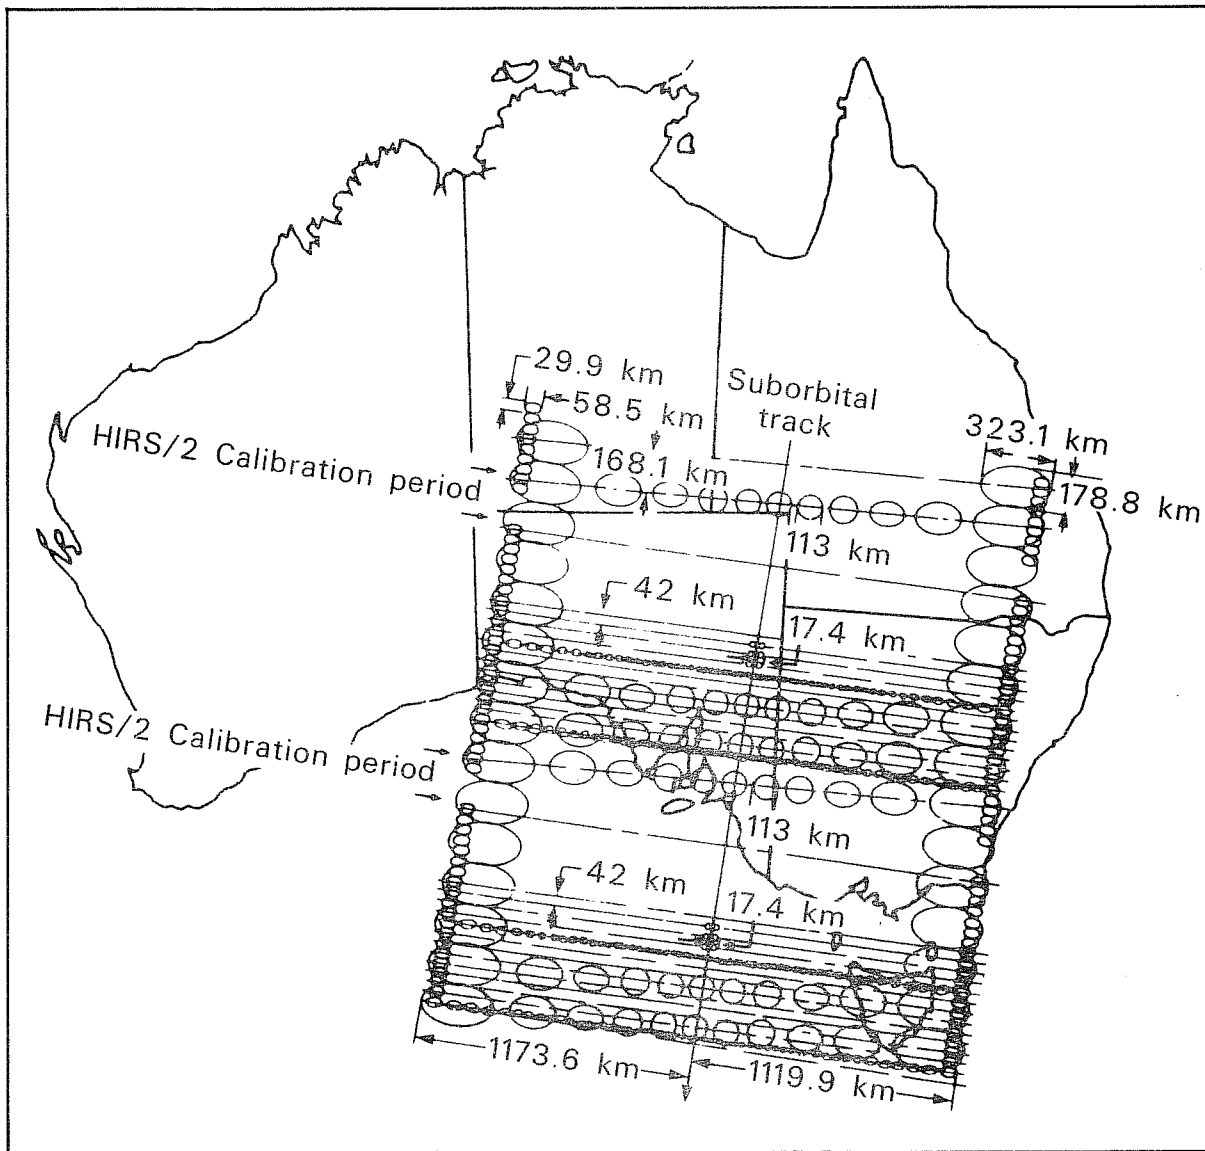 29.9 km
58.5 km
Suborbital
track
323.1 km
HIRS/2 Calibration period
168.1 km
178.8 km
113 km
42 km
17.4 km
HIRS/2 Calibration period
113 km
42 km
17.4 km
1173.6 km
1119.9 km